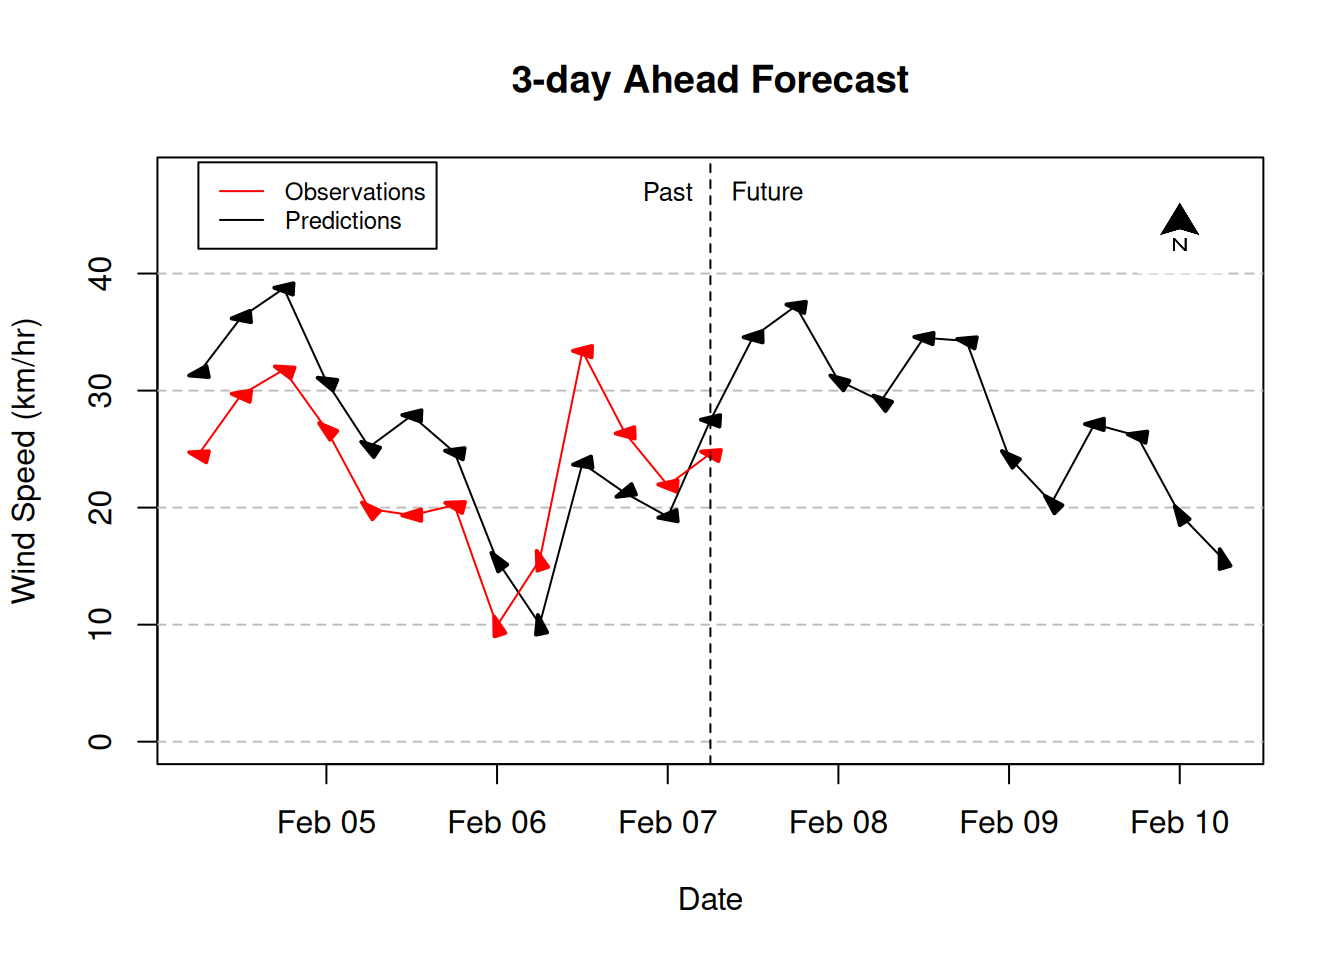 3-day Ahead Forecast
Observations
Predictions
Past
Future
N
Wind Speed (km/hr)
40
30
20
10
0
Feb 05
Feb 06
Feb 07
Feb 08
Feb 09
Feb 10
Date